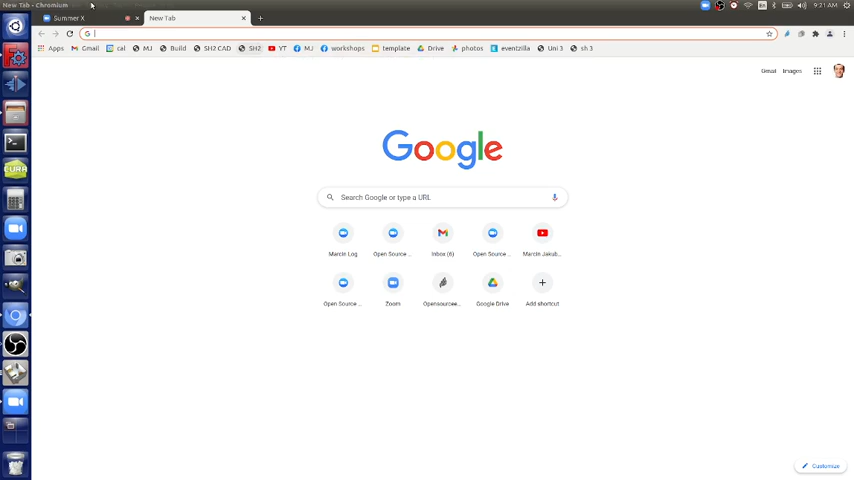 New Tab - Chromium
En
9:21 AM
Summer X
New Tab
G
Apps Gmail cal MJ Build SH2 CAD SH2 YT MJ workshops template Drive photos eventzilla Uni 3 sh 3
Gmail Images
Google
Search Google or type a URL
Marcin Log Open Source ... Inbox (6) Open Source ... Marcin Jakub...
Open Source ... Zoom Opensourcee... Google Drive Add shortcut
Customize
CURA